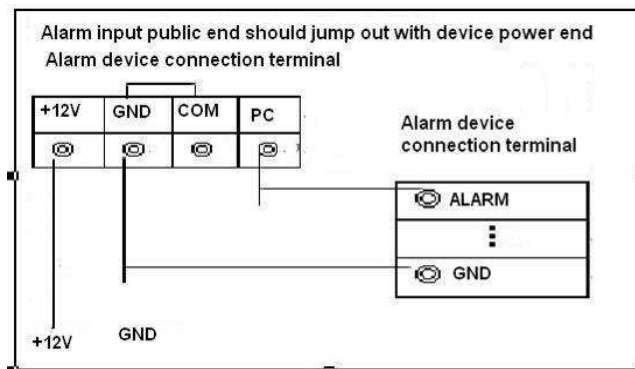 Alarm input public end should jump out with device power end
Alarm device connection terminal
+12V GND COM PC
Alarm device
connection terminal
ALARM
GND
+12V GND